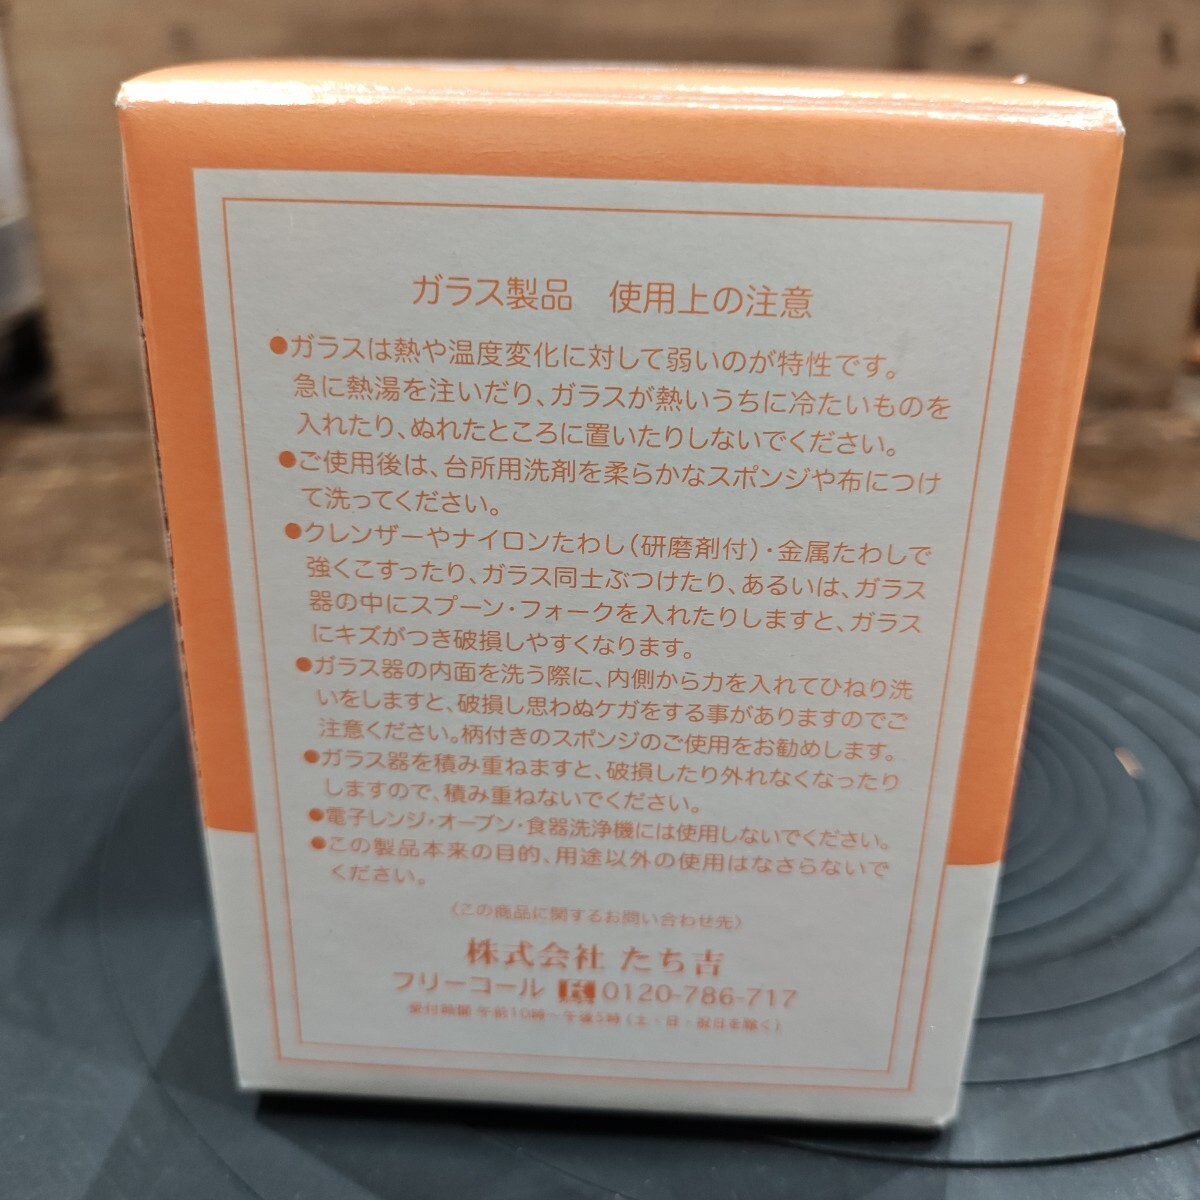 ガラス製品　使用上の注意
●ガラスは熱や温度変化に対して弱いのが特性です。
急に熱湯を注いだり、ガラスが熱いうちに冷たいものを
入れたり、ぬれたところに置いたりしないでください。
●ご使用後は、台所用洗剤を柔らかなスポンジや布につけ
て洗ってください。
●クレンザーやナイロンたわし(研磨剤付)・金属たわしで
強くこすったり、ガラス同士ぶつけたり、あるいは、ガラス
器の中にスプーン・フォークを入れたりしますと、ガラス
にキズがつき破損しやすくなります。
●ガラス器の内面を洗う際に、内側から力を入れてひねり洗
いをしますと、破損し思わぬケガをする事がありますのでご
注意ください。柄付きのスポンジのご使用をお勧めします。
●ガラス器を積み重ねますと、破損したり外れなくなったり
しますので、積み重ねないでください。
●電子レンジ・オーブン・食器洗浄機には使用しないでください。
●この製品本来の目的、用途以外の使用はなさらないで
ください。
〈この商品に関するお問い合わせ先〉
株式会社 たち吉
フリーコール 0120-786-717
受付時間 午前10時〜午後5時 (土・日・祝日を除く)